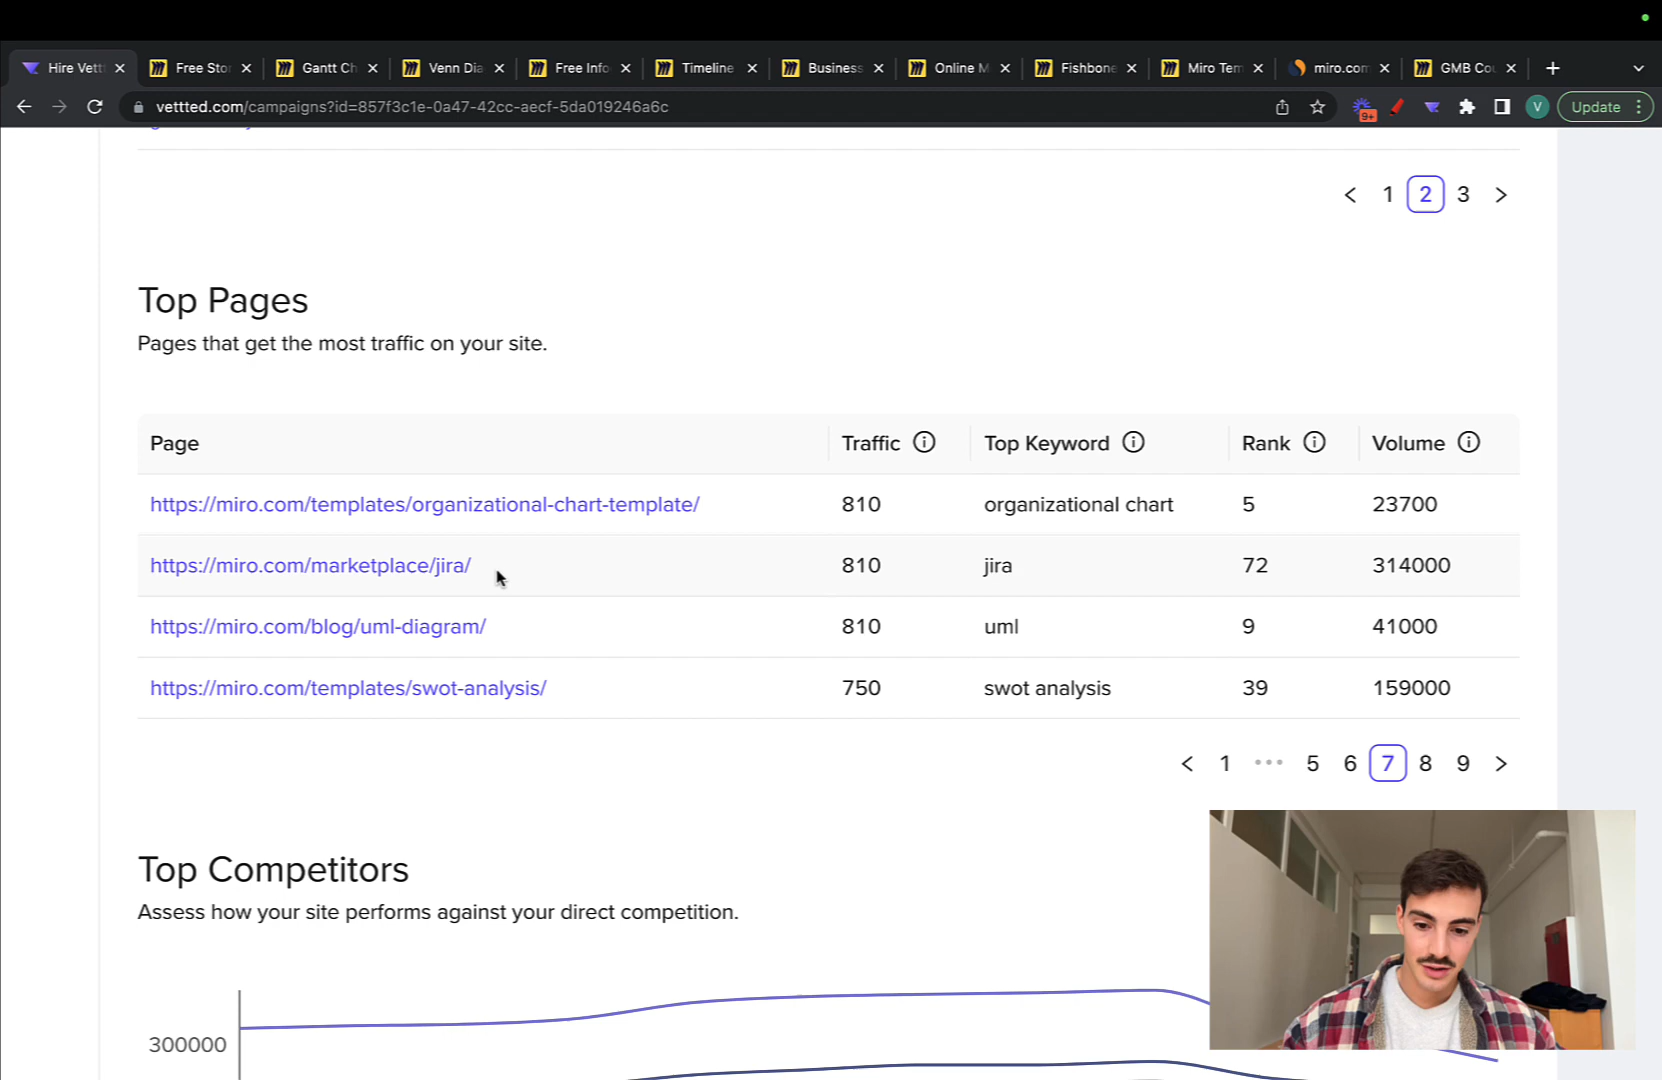 Hire Vett
Free Sto
Gantt Ch
Venn Dia
Free Info
Timeline
Business
Online M
Fishbone
Miro Tem
miro.com
GMB Co
vettted.com/campaigns?id=857f3c1e-0a47-42cc-aecf-5da019246a6c
9+
V
Update
< 1 2 3 >
Top Pages
Pages that get the most traffic on your site.
Page Traffic Top Keyword Rank Volume
https://miro.com/templates/organizational-chart-template/ 810 organizational chart 5 23700
https://miro.com/marketplace/jira/ 810 jira 72 314000
https://miro.com/blog/uml-diagram/ 810 uml 9 41000
https://miro.com/templates/swot-analysis/ 750 swot analysis 39 159000
< 1 ••• 5 6 7 8 9 >
Top Competitors
Assess how your site performs against your direct competition.
300000